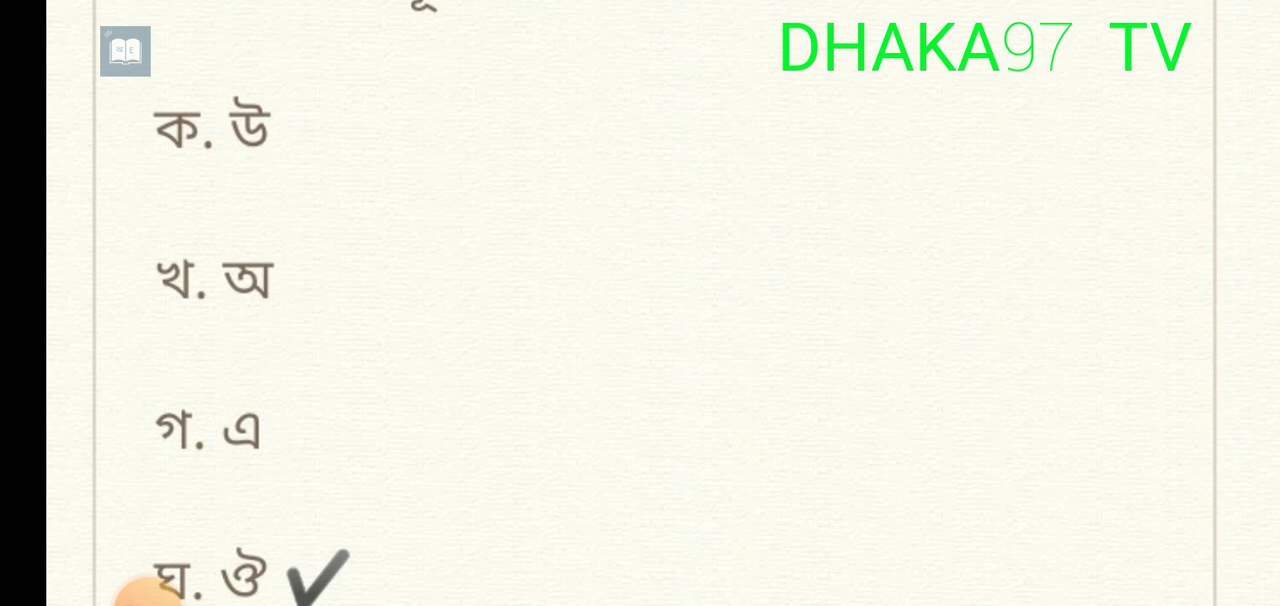 DHAKA97 TV
ক. উ
খ. অ
গ. এ
ঘ. ঔ ✔